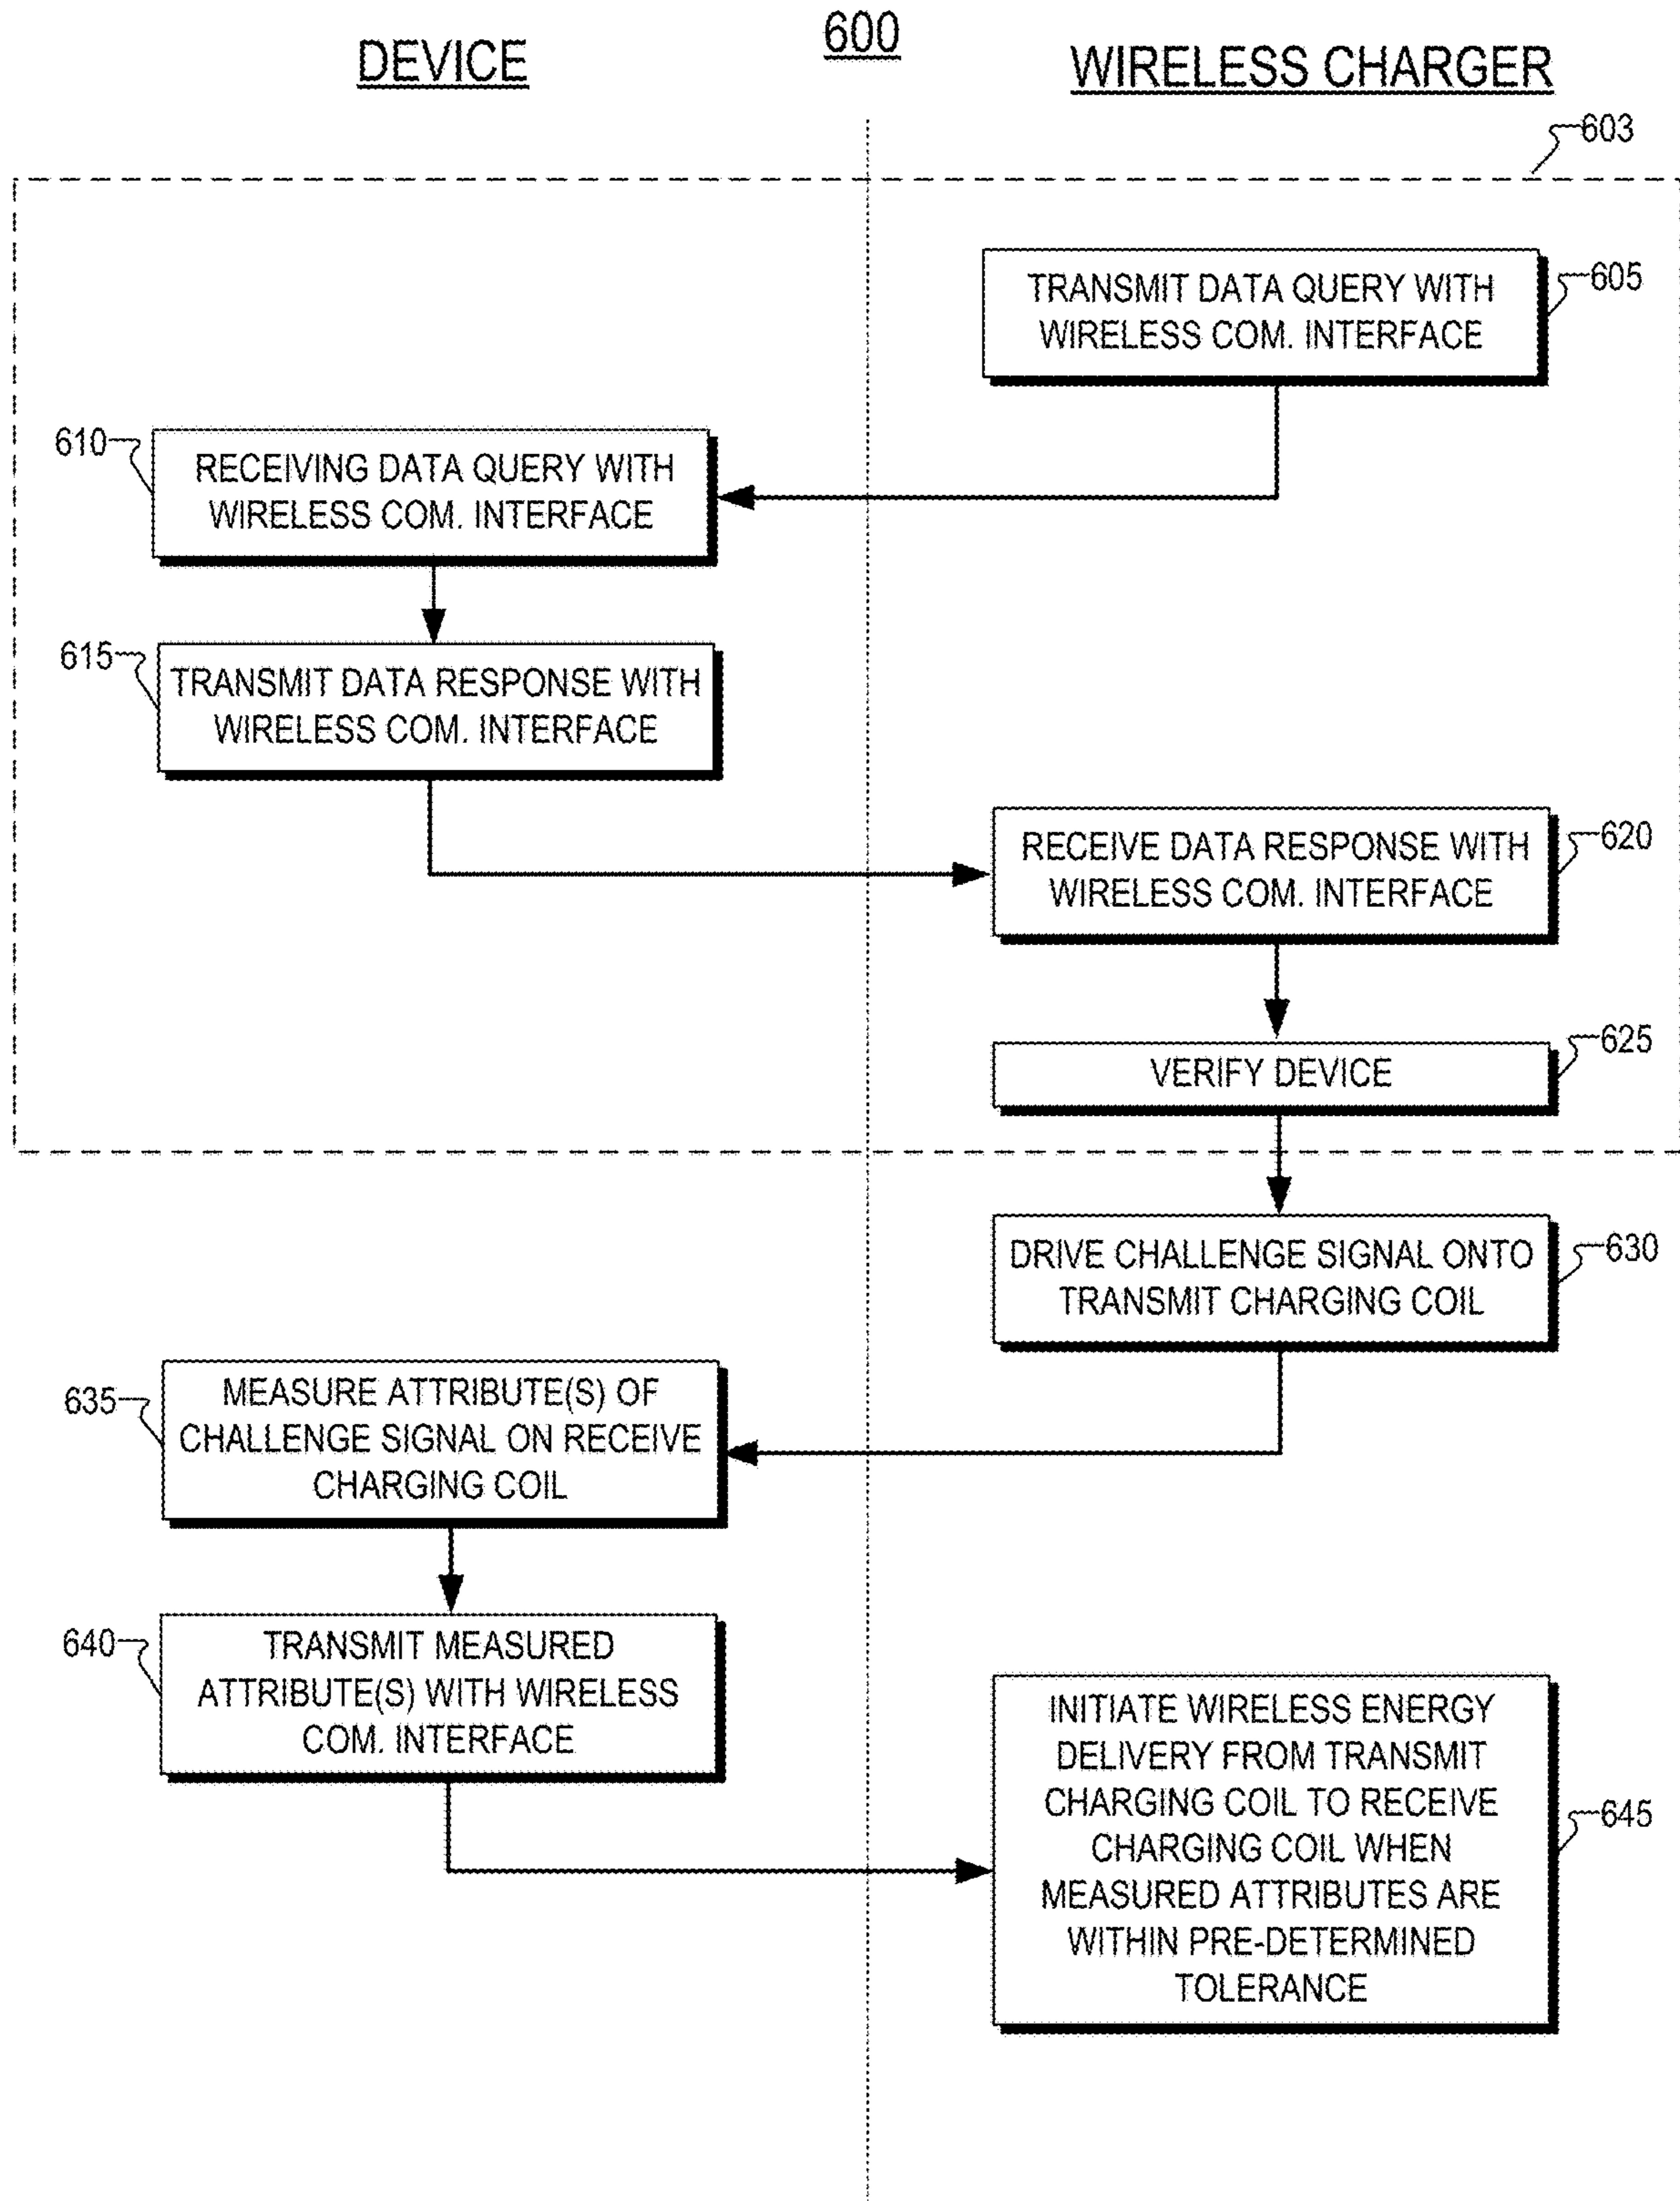 600
DEVICE
WIRELESS CHARGER
603
TRANSMIT DATA QUERY WITH
WIRELESS COM. INTERFACE
605
610
RECEIVING DATA QUERY WITH
WIRELESS COM. INTERFACE
615
TRANSMIT DATA RESPONSE WITH
WIRELESS COM. INTERFACE
RECEIVE DATA RESPONSE WITH
WIRELESS COM. INTERFACE
620
VERIFY DEVICE
625
DRIVE CHALLENGE SIGNAL ONTO
TRANSMIT CHARGING COIL
630
635
MEASURE ATTRIBUTE(S) OF
CHALLENGE SIGNAL ON RECEIVE
CHARGING COIL
640
TRANSMIT MEASURED
ATTRIBUTE(S) WITH WIRELESS
COM. INTERFACE
INITIATE WIRELESS ENERGY
DELIVERY FROM TRANSMIT
CHARGING COIL TO RECEIVE
CHARGING COIL WHEN
MEASURED ATTRIBUTES ARE
WITHIN PRE-DETERMINED
TOLERANCE
645